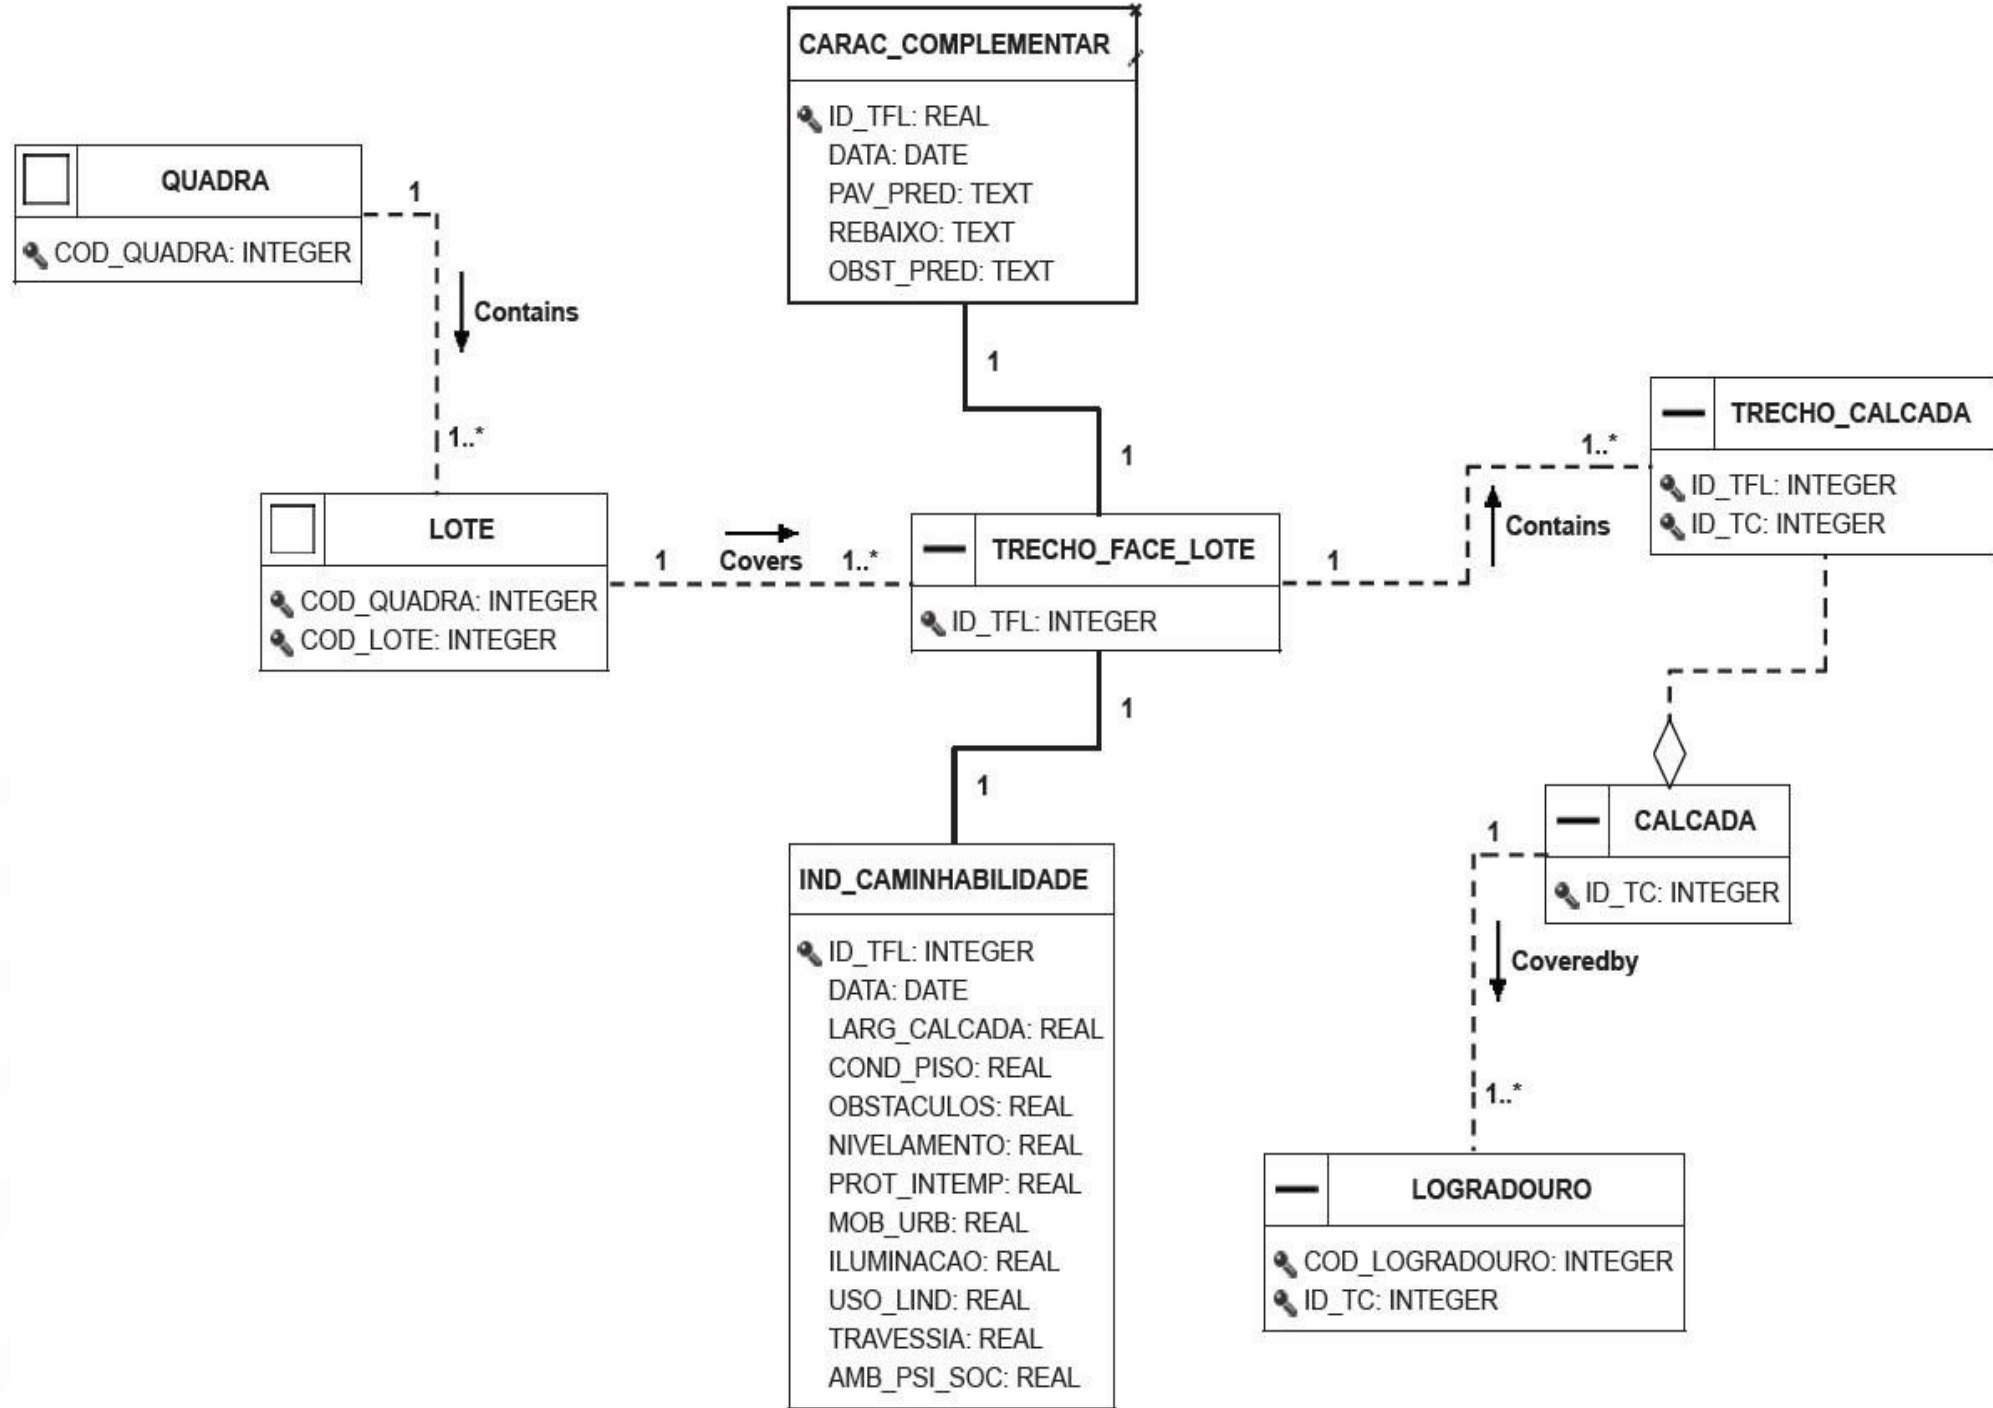 CARAC_COMPLEMENTAR
ID_TFL: REAL
DATA: DATE
PAV_PRED: TEXT
REBAIXO: TEXT
OBST_PRED: TEXT
QUADRA
COD_QUADRA: INTEGER
1
Contains
1..*
LOTE
COD_QUADRA: INTEGER
COD_LOTE: INTEGER
1
Covers
1..*
1
1
TRECHO_FACE_LOTE
ID_TFL: INTEGER
1
Contains
1..*
TRECHO_CALCADA
ID_TFL: INTEGER
ID_TC: INTEGER
1
1
IND_CAMINHABILIDADE
ID_TFL: INTEGER
DATA: DATE
LARG_CALCADA: REAL
COND_PISO: REAL
OBSTACULOS: REAL
NIVELAMENTO: REAL
PROT_INTEMP: REAL
MOB_URB: REAL
ILUMINACAO: REAL
USO_LIND: REAL
TRAVESSIA: REAL
AMB_PSI_SOC: REAL
CALCADA
ID_TC: INTEGER
1
Coveredby
1..*
LOGRADOURO
COD_LOGRADOURO: INTEGER
ID_TC: INTEGER